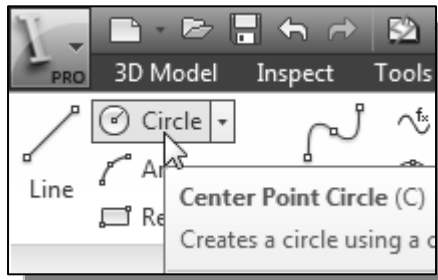 PRO 3D Model Inspect Tools
Circle
Line
Center Point Circle (C)
Creates a circle using a